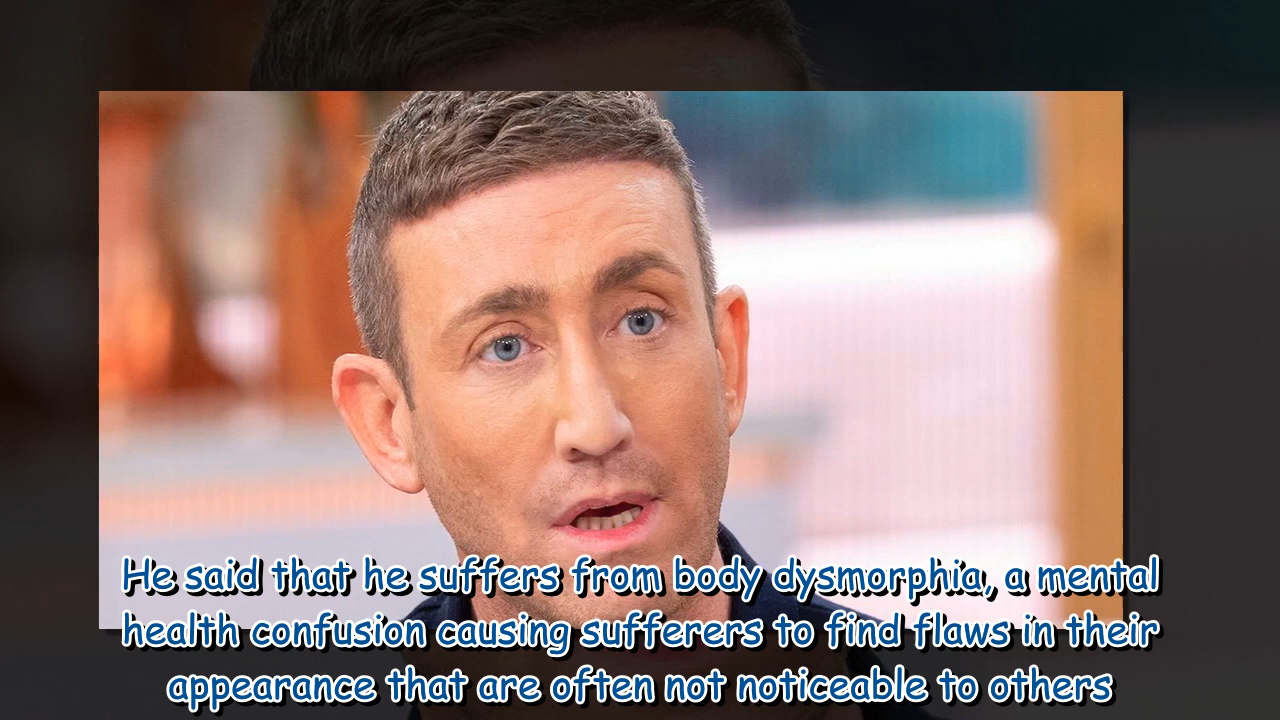 He said that he suffers from body dysmorphia, a mental
health confusion causing sufferers to find flaws in their
appearance that are often not noticeable to others